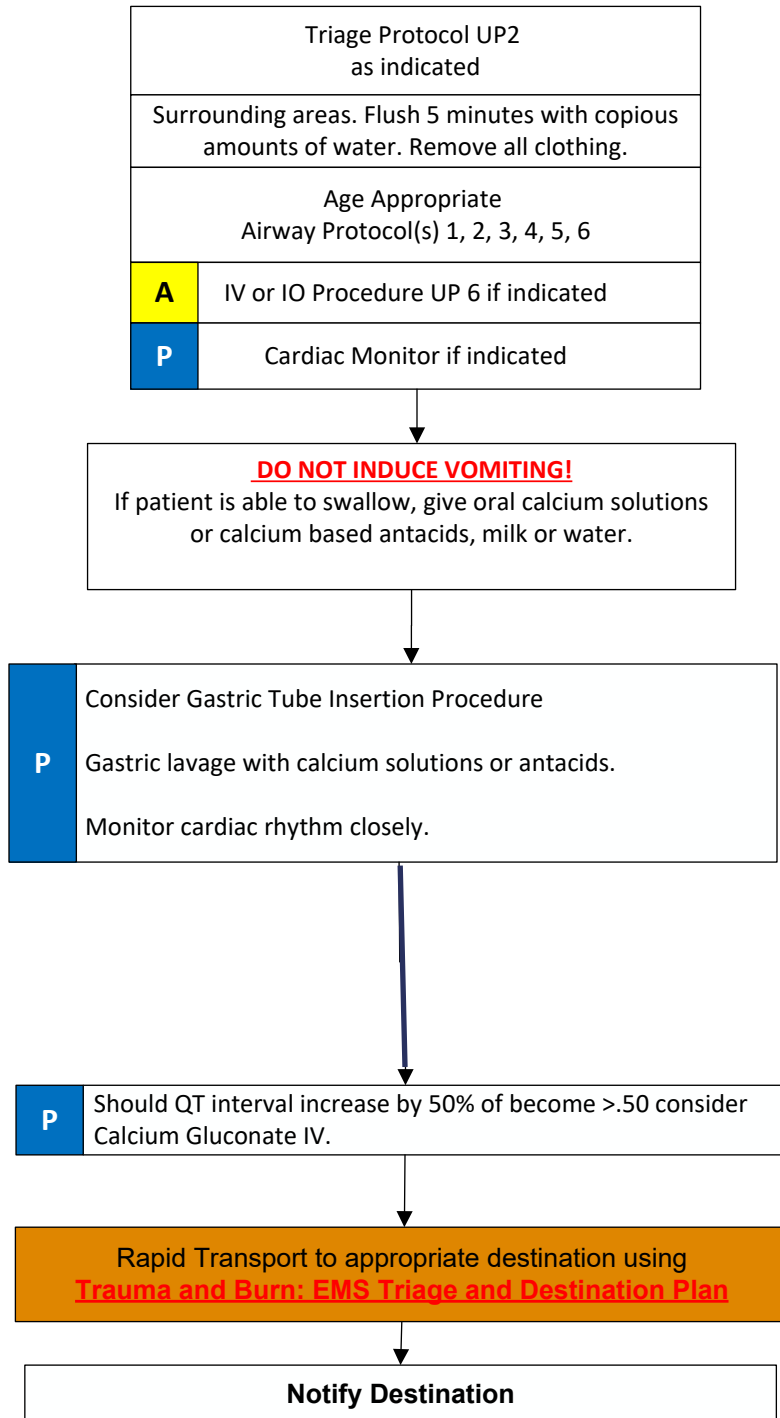 Triage Protocol UP2
as indicated
Surrounding areas. Flush 5 minutes with copious
amounts of water. Remove all clothing.
Age Appropriate
Airway Protocol(s) 1, 2, 3, 4, 5, 6
A
IV or IO Procedure UP 6 if indicated
P
Cardiac Monitor if indicated
DO NOT INDUCE VOMITING!
If patient is able to swallow, give oral calcium solutions
or calcium based antacids, milk or water.
Consider Gastric Tube Insertion Procedure
P
Gastric lavage with calcium solutions or antacids.
Monitor cardiac rhythm closely.
P
Should QT interval increase by 50% of become >.50 consider
Calcium Gluconate IV.
Rapid Transport to appropriate destination using
Trauma and Burn: EMS Triage and Destination Plan
Notify Destination